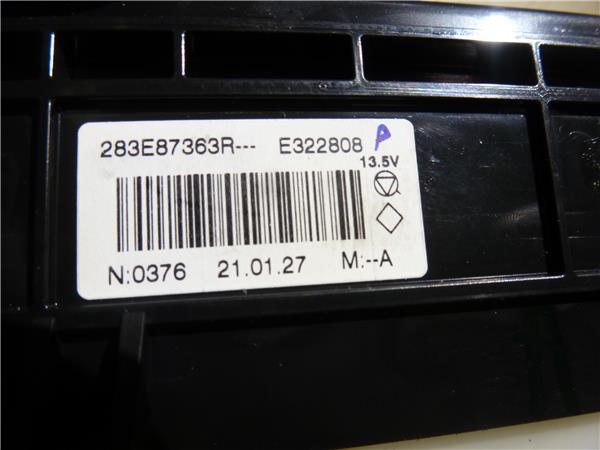 283E87363R--- E322808 P
13.5V
N:0376 21.01.27 M:--A